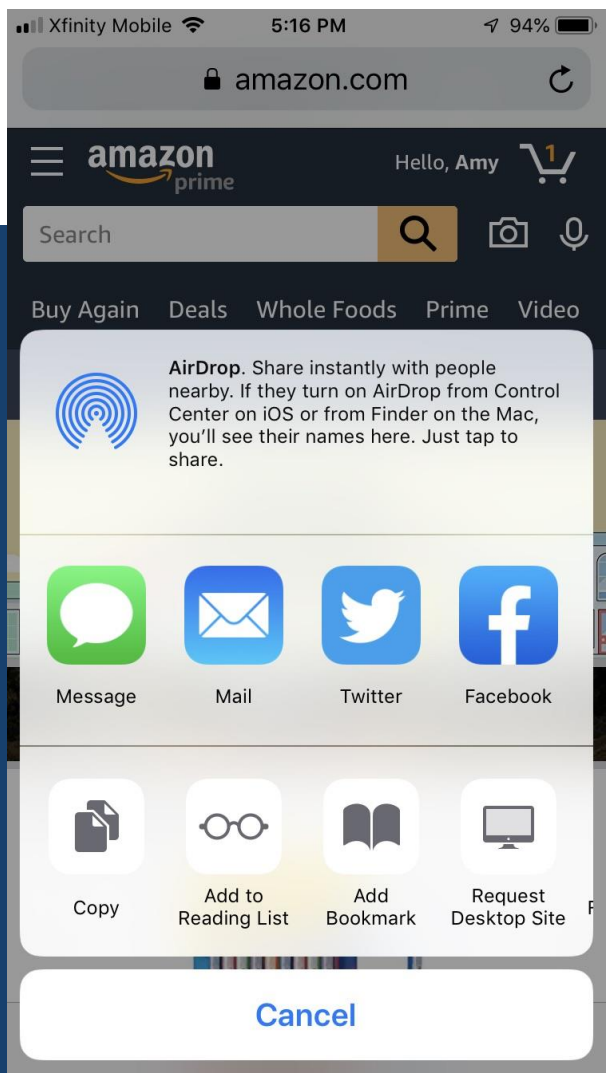 Xfinity Mobile 5:16 PM 94%
amazon.com
amazon Hello, Amy 1
prime
Search
Buy Again Deals Whole Foods Prime Video
AirDrop. Share instantly with people
nearby. If they turn on AirDrop from Control
Center on iOS or from Finder on the Mac,
you'll see their names here. Just tap to
share.
Message Mail Twitter Facebook
Copy Add to Reading List Add Bookmark Request Desktop Site
Cancel